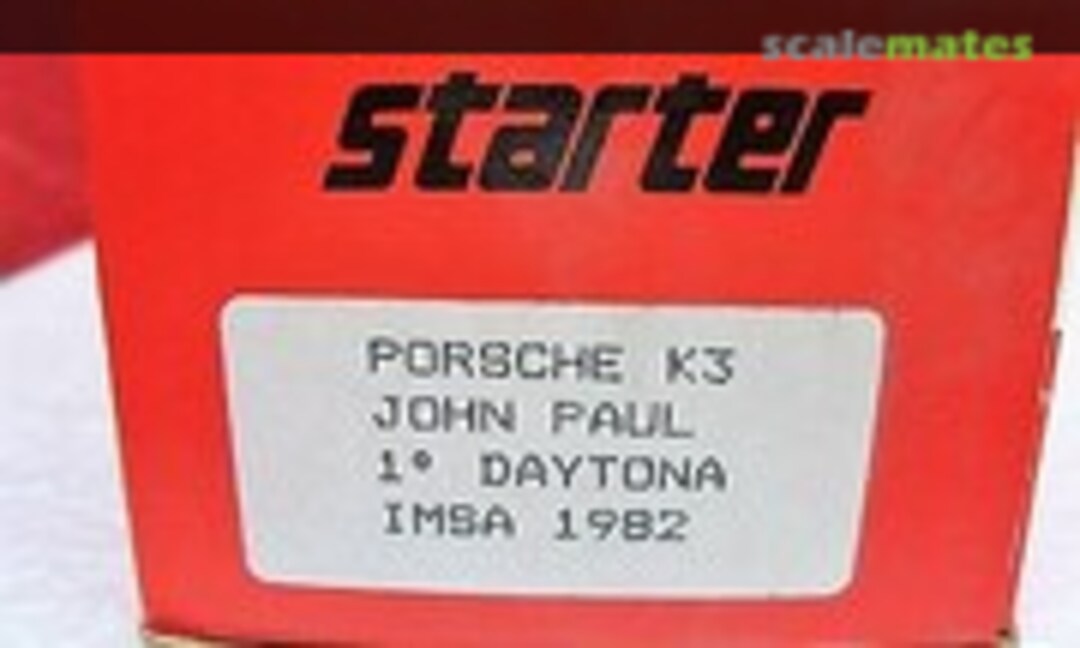 scalemates
starter
PORSCHE K3
JOHN PAUL
1° DAYTONA
IMSA 1982